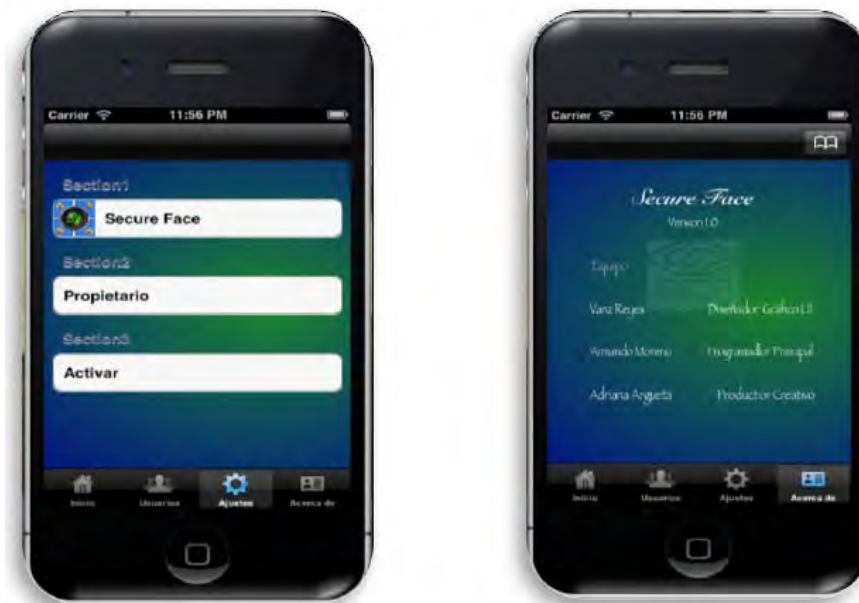 Carrier 11:56 PM
Section1
Secure Face
Section2
Propietario
Section3
Activar
Inicio Usuarios Ajustes Acerca de
Carrier 11:56 PM
Secure Face
Version 1.0
Equipo
Vanz Reyes Diseñador Gráfico UI
Armando Moreno Programador Principal
Adriana Argueta Productor Creativo
Inicio Usuarios Ajustes Acerca de